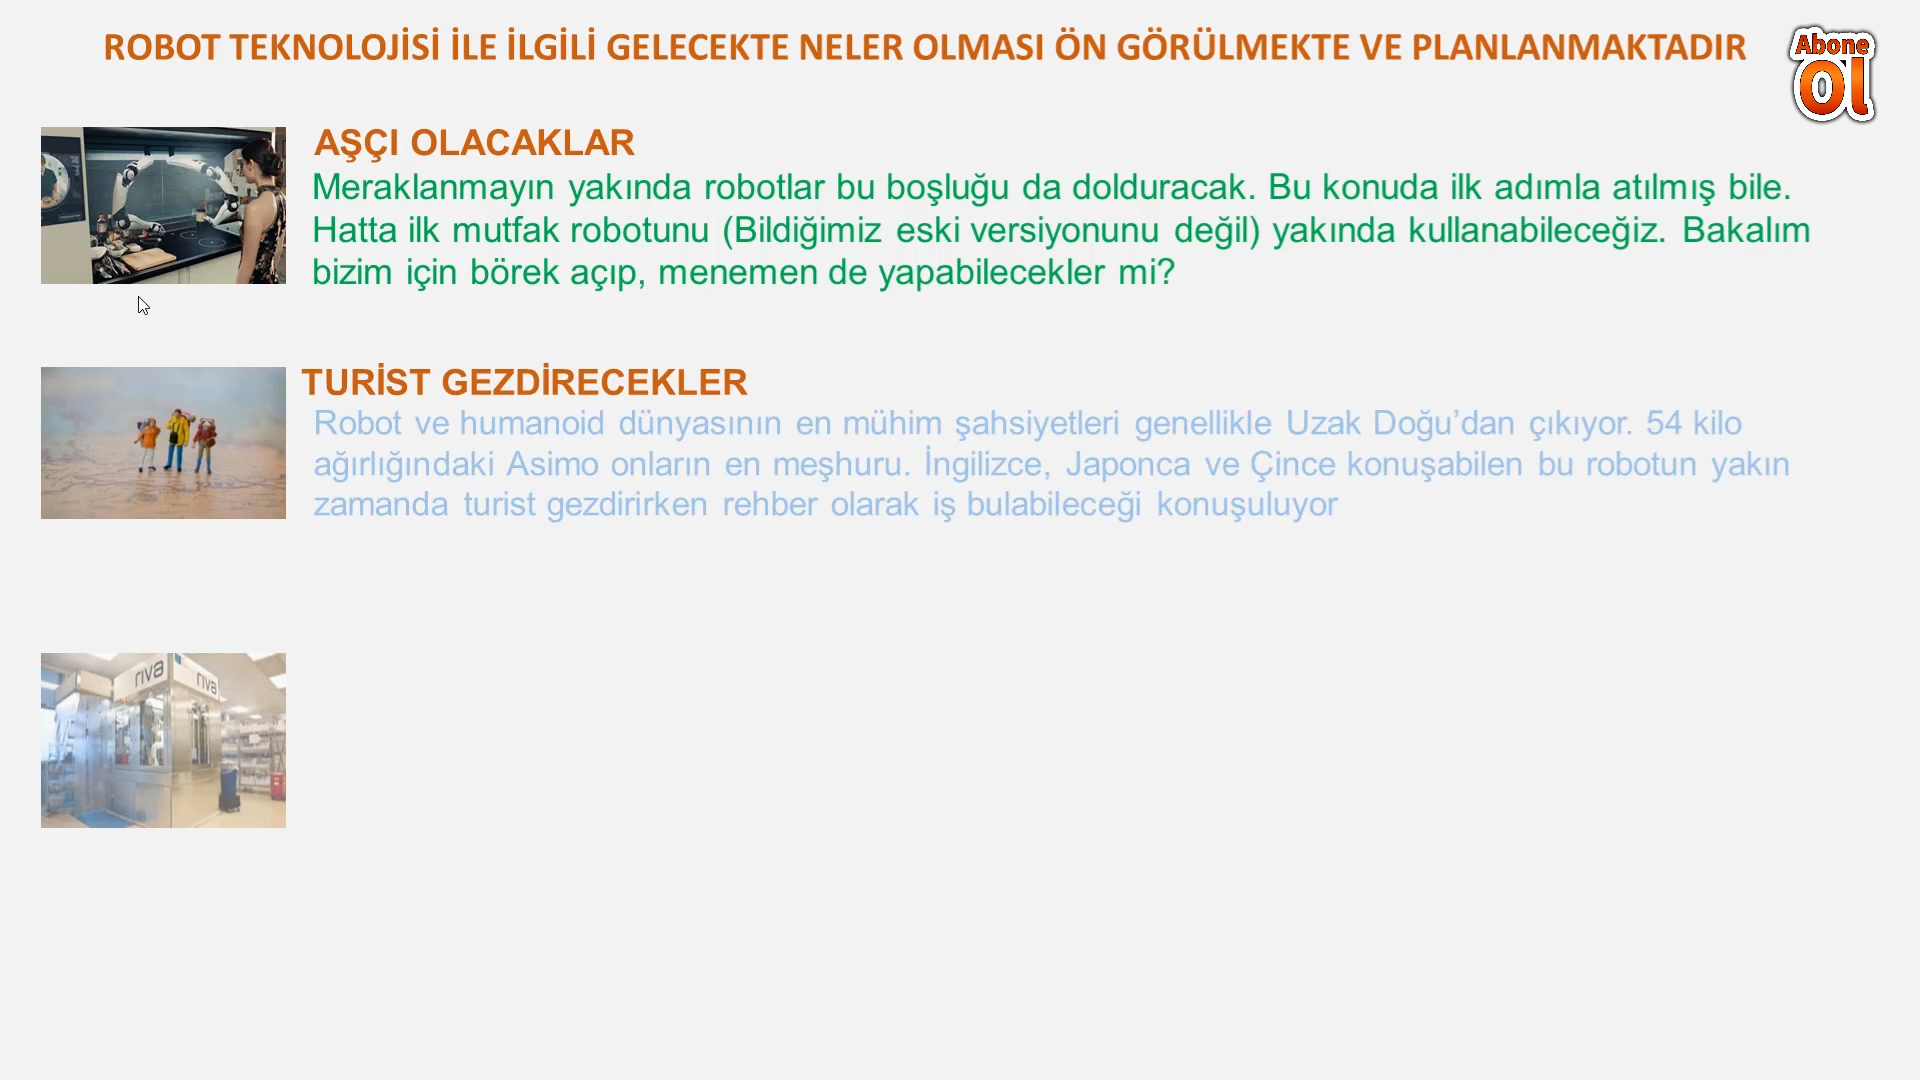 ROBOT TEKNOLOJİSİ İLE İLGİLİ GELECEKTE NELER OLMASI ÖN GÖRÜLMEKTE VE PLANLANMAKTADIR
Abone
Ol
AŞÇI OLACAKLAR
Meraklanmayın yakında robotlar bu boşluğu da dolduracak. Bu konuda ilk adımla atılmış bile.
Hatta ilk mutfak robotunu (Bildiğimiz eski versiyonunu değil) yakında kullanabileceğiz. Bakalım
bizim için börek açıp, menemen de yapabilecekler mi?
TURİST GEZDİRECEKLER
Robot ve humanoid dünyasının en mühim şahsiyetleri genellikle Uzak Doğu’dan çıkıyor. 54 kilo
ağırlığındaki Asimo onların en meşhuru. İngilizce, Japonca ve Çince konuşabilen bu robotun yakın
zamanda turist gezdirirken rehber olarak iş bulabileceği konuşuluyor
riva
riva